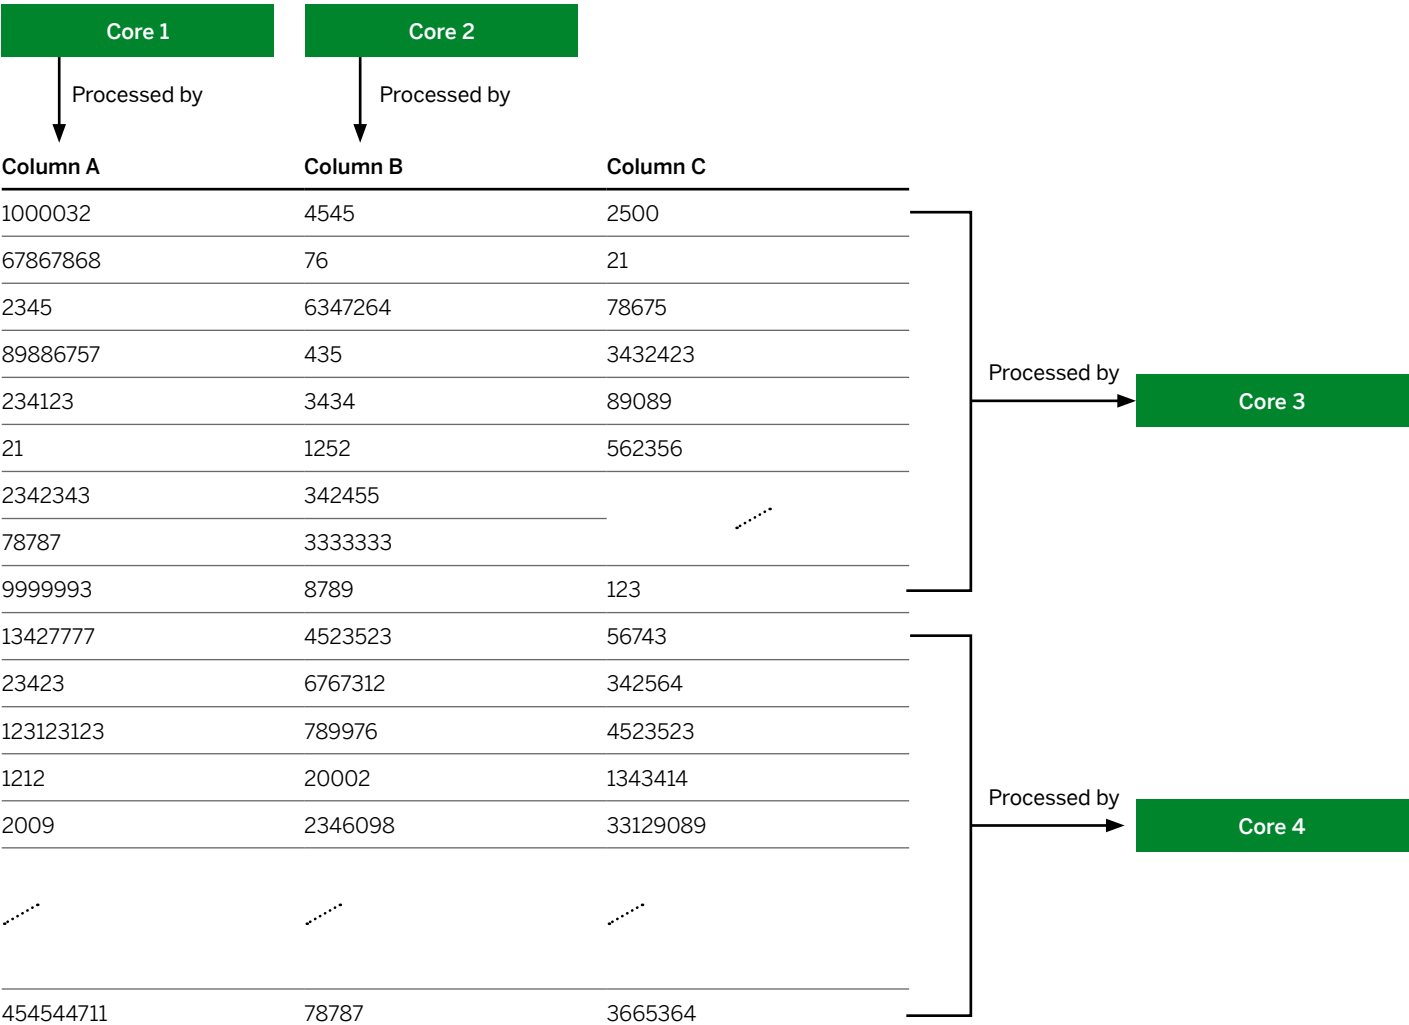 Core 1 Core 2
Processed by Processed by
Column A Column B Column C
1000032 4545 2500
67867868 76 21
2345 6347264 78675
89886757 435 3432423
Processed by
234123 3434 89089 Core 3
21 1252 562356
2342343 342455
78787 3333333
9999993 8789 123
13427777 4523523 56743
23423 6767312 342564
123123123 789976 4523523
1212 20002 1343414
Processed by
2009 2346098 33129089 Core 4
454544711 78787 3665364